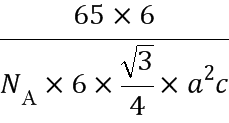 65 × 6
N_A × 6 × √3/4 × a²c